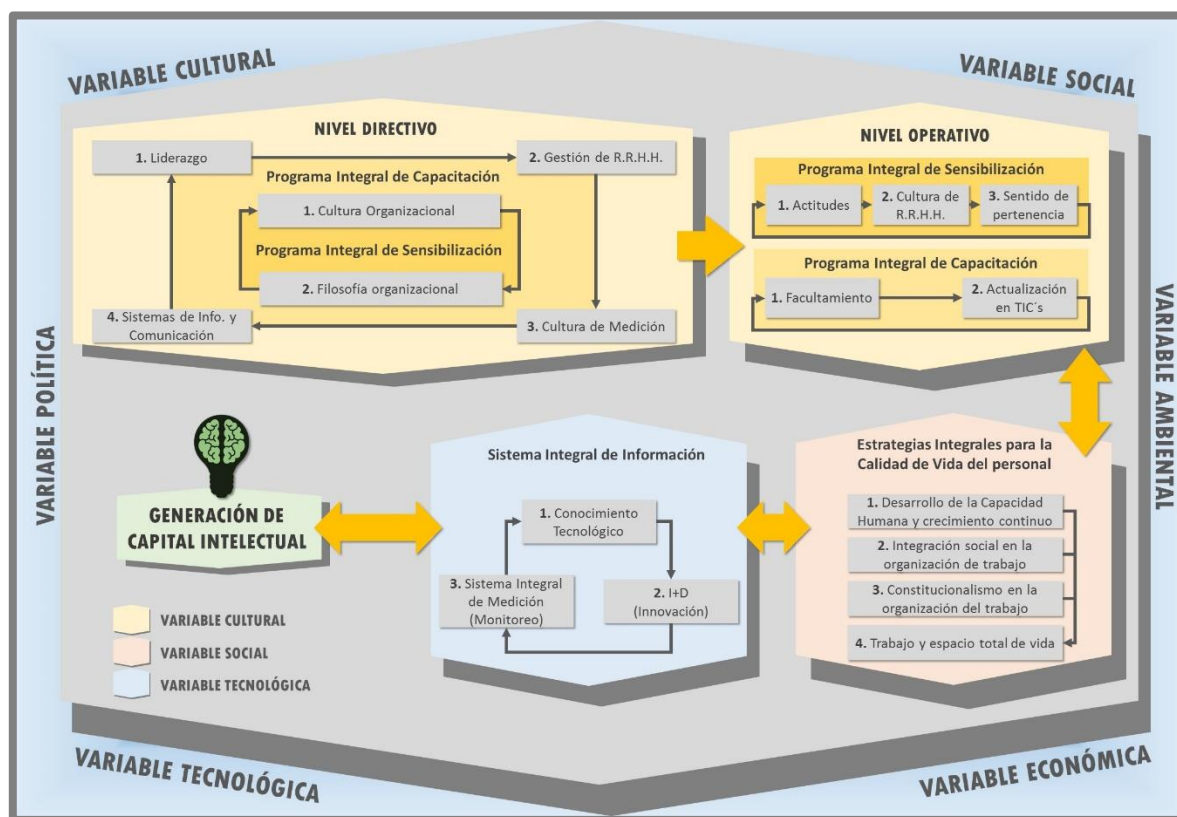 VARIABLE CULTURAL
VARIABLE SOCIAL
VARIABLE POLÍTICA
VARIABLE AMBIENTAL
NIVEL DIRECTIVO
1. Liderazgo
2. Gestión de R.R.H.H.
Programa Integral de Capacitación
1. Cultura Organizacional
Programa Integral de Sensibilización
2. Filosofía organizacional
4. Sistemas de Info. y
Comunicación
3. Cultura de Medición
NIVEL OPERATIVO
Programa Integral de Sensibilización
1. Actitudes
2. Cultura de
R.R.H.H.
3. Sentido de
pertenencia
Programa Integral de Capacitación
1. Facultamiento
2. Actualización
en TIC´s
GENERACIÓN DE
CAPITAL INTELECTUAL
Sistema Integral de Información
1. Conocimiento
Tecnológico
3. Sistema Integral
de Medición
(Monitoreo)
2. I+D
(Innovación)
Estrategias Integrales para la
Calidad de Vida del personal
1. Desarrollo de la Capacidad
Humana y crecimiento continuo
2. Integración social en la
organización de trabajo
3. Constitucionalismo en la
organización del trabajo
4. Trabajo y espacio total de vida
VARIABLE CULTURAL
VARIABLE SOCIAL
VARIABLE TECNOLÓGICA
VARIABLE TECNOLÓGICA
VARIABLE ECONÓMICA